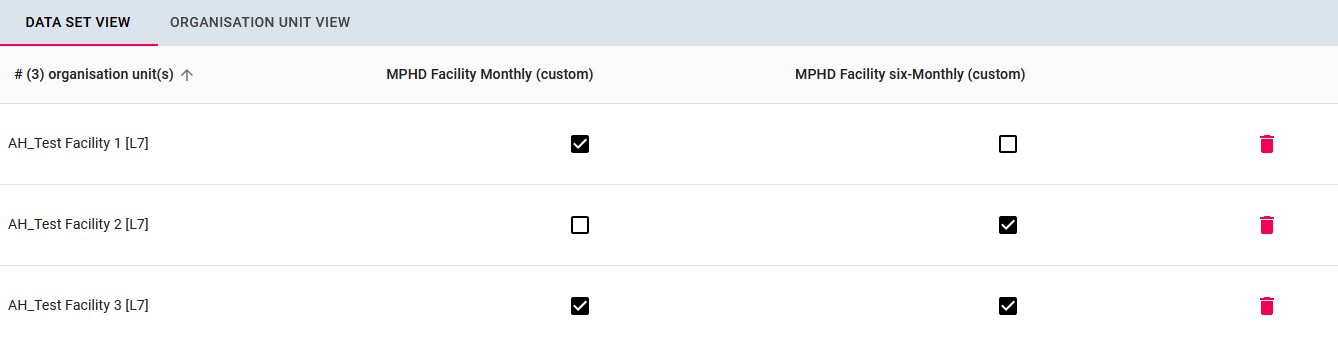 DATA SET VIEW ORGANISATION UNIT VIEW
# (3) organisation unit(s) MPHD Facility Monthly (custom) MPHD Facility six-Monthly (custom)
AH_Test Facility 1 [L7]
AH_Test Facility 2 [L7]
AH_Test Facility 3 [L7]